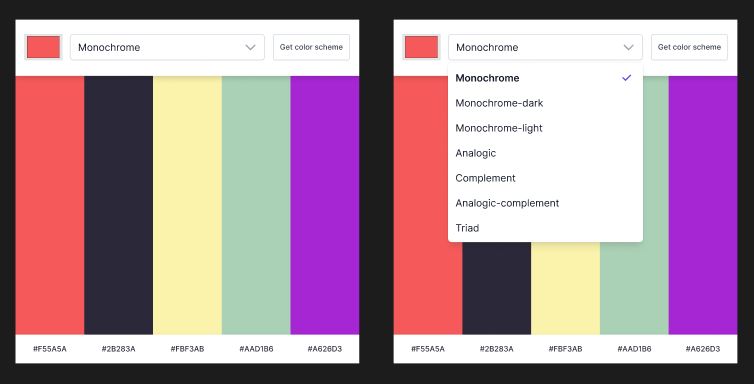 Monochrome
Get color scheme
#F55A5A
#2B283A
#FBF3AB
#AAD1B6
#A626D3
Monochrome
Get color scheme
Monochrome
Monochrome-dark
Monochrome-light
Analogic
Complement
Analogic-complement
Triad
#F55A5A
#2B283A
#FBF3AB
#AAD1B6
#A626D3